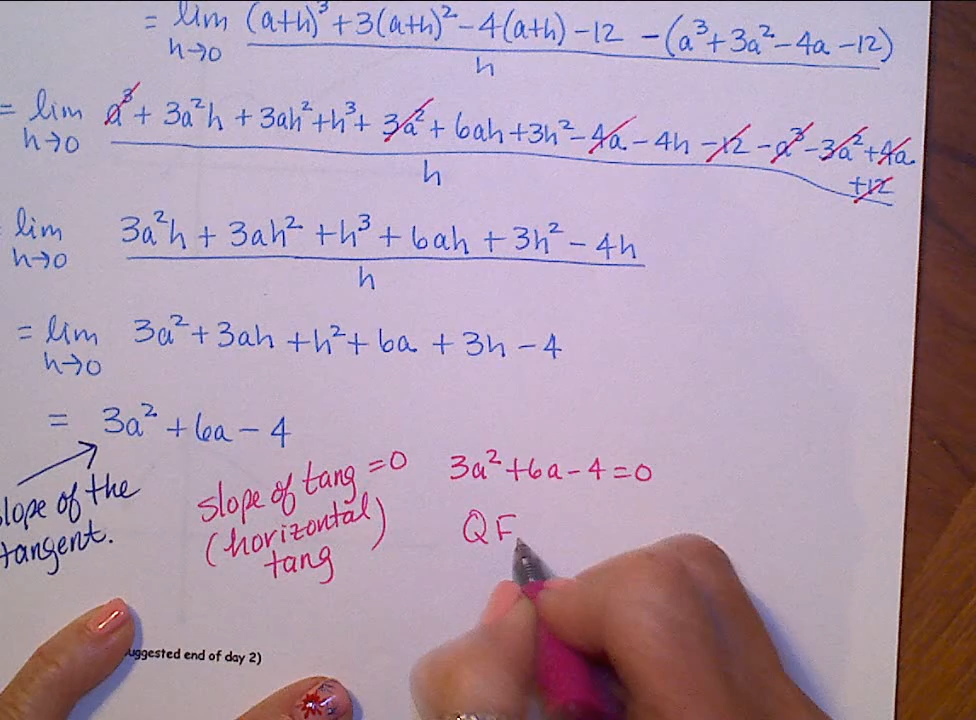 = lim h→0 (a+h)³ + 3(a+h)² − 4(a+h) − 12 − (a³ + 3a² − 4a − 12) / h
= lim h→0 a³ + 3a²h + 3ah² + h³ + 3a² + 6ah + 3h² − 4a − 4h − 12 − a³ − 3a² + 4a + 12 / h
lim h→0 3a²h + 3ah² + h³ + 6ah + 3h² − 4h / h
= lim h→0 3a² + 3ah + h² + 6a + 3h − 4
= 3a² + 6a − 4
slope of the
tangent.
slope of tang = 0
(horizontal)
tang
3a² + 6a − 4 = 0
QF
uggested end of day 2)